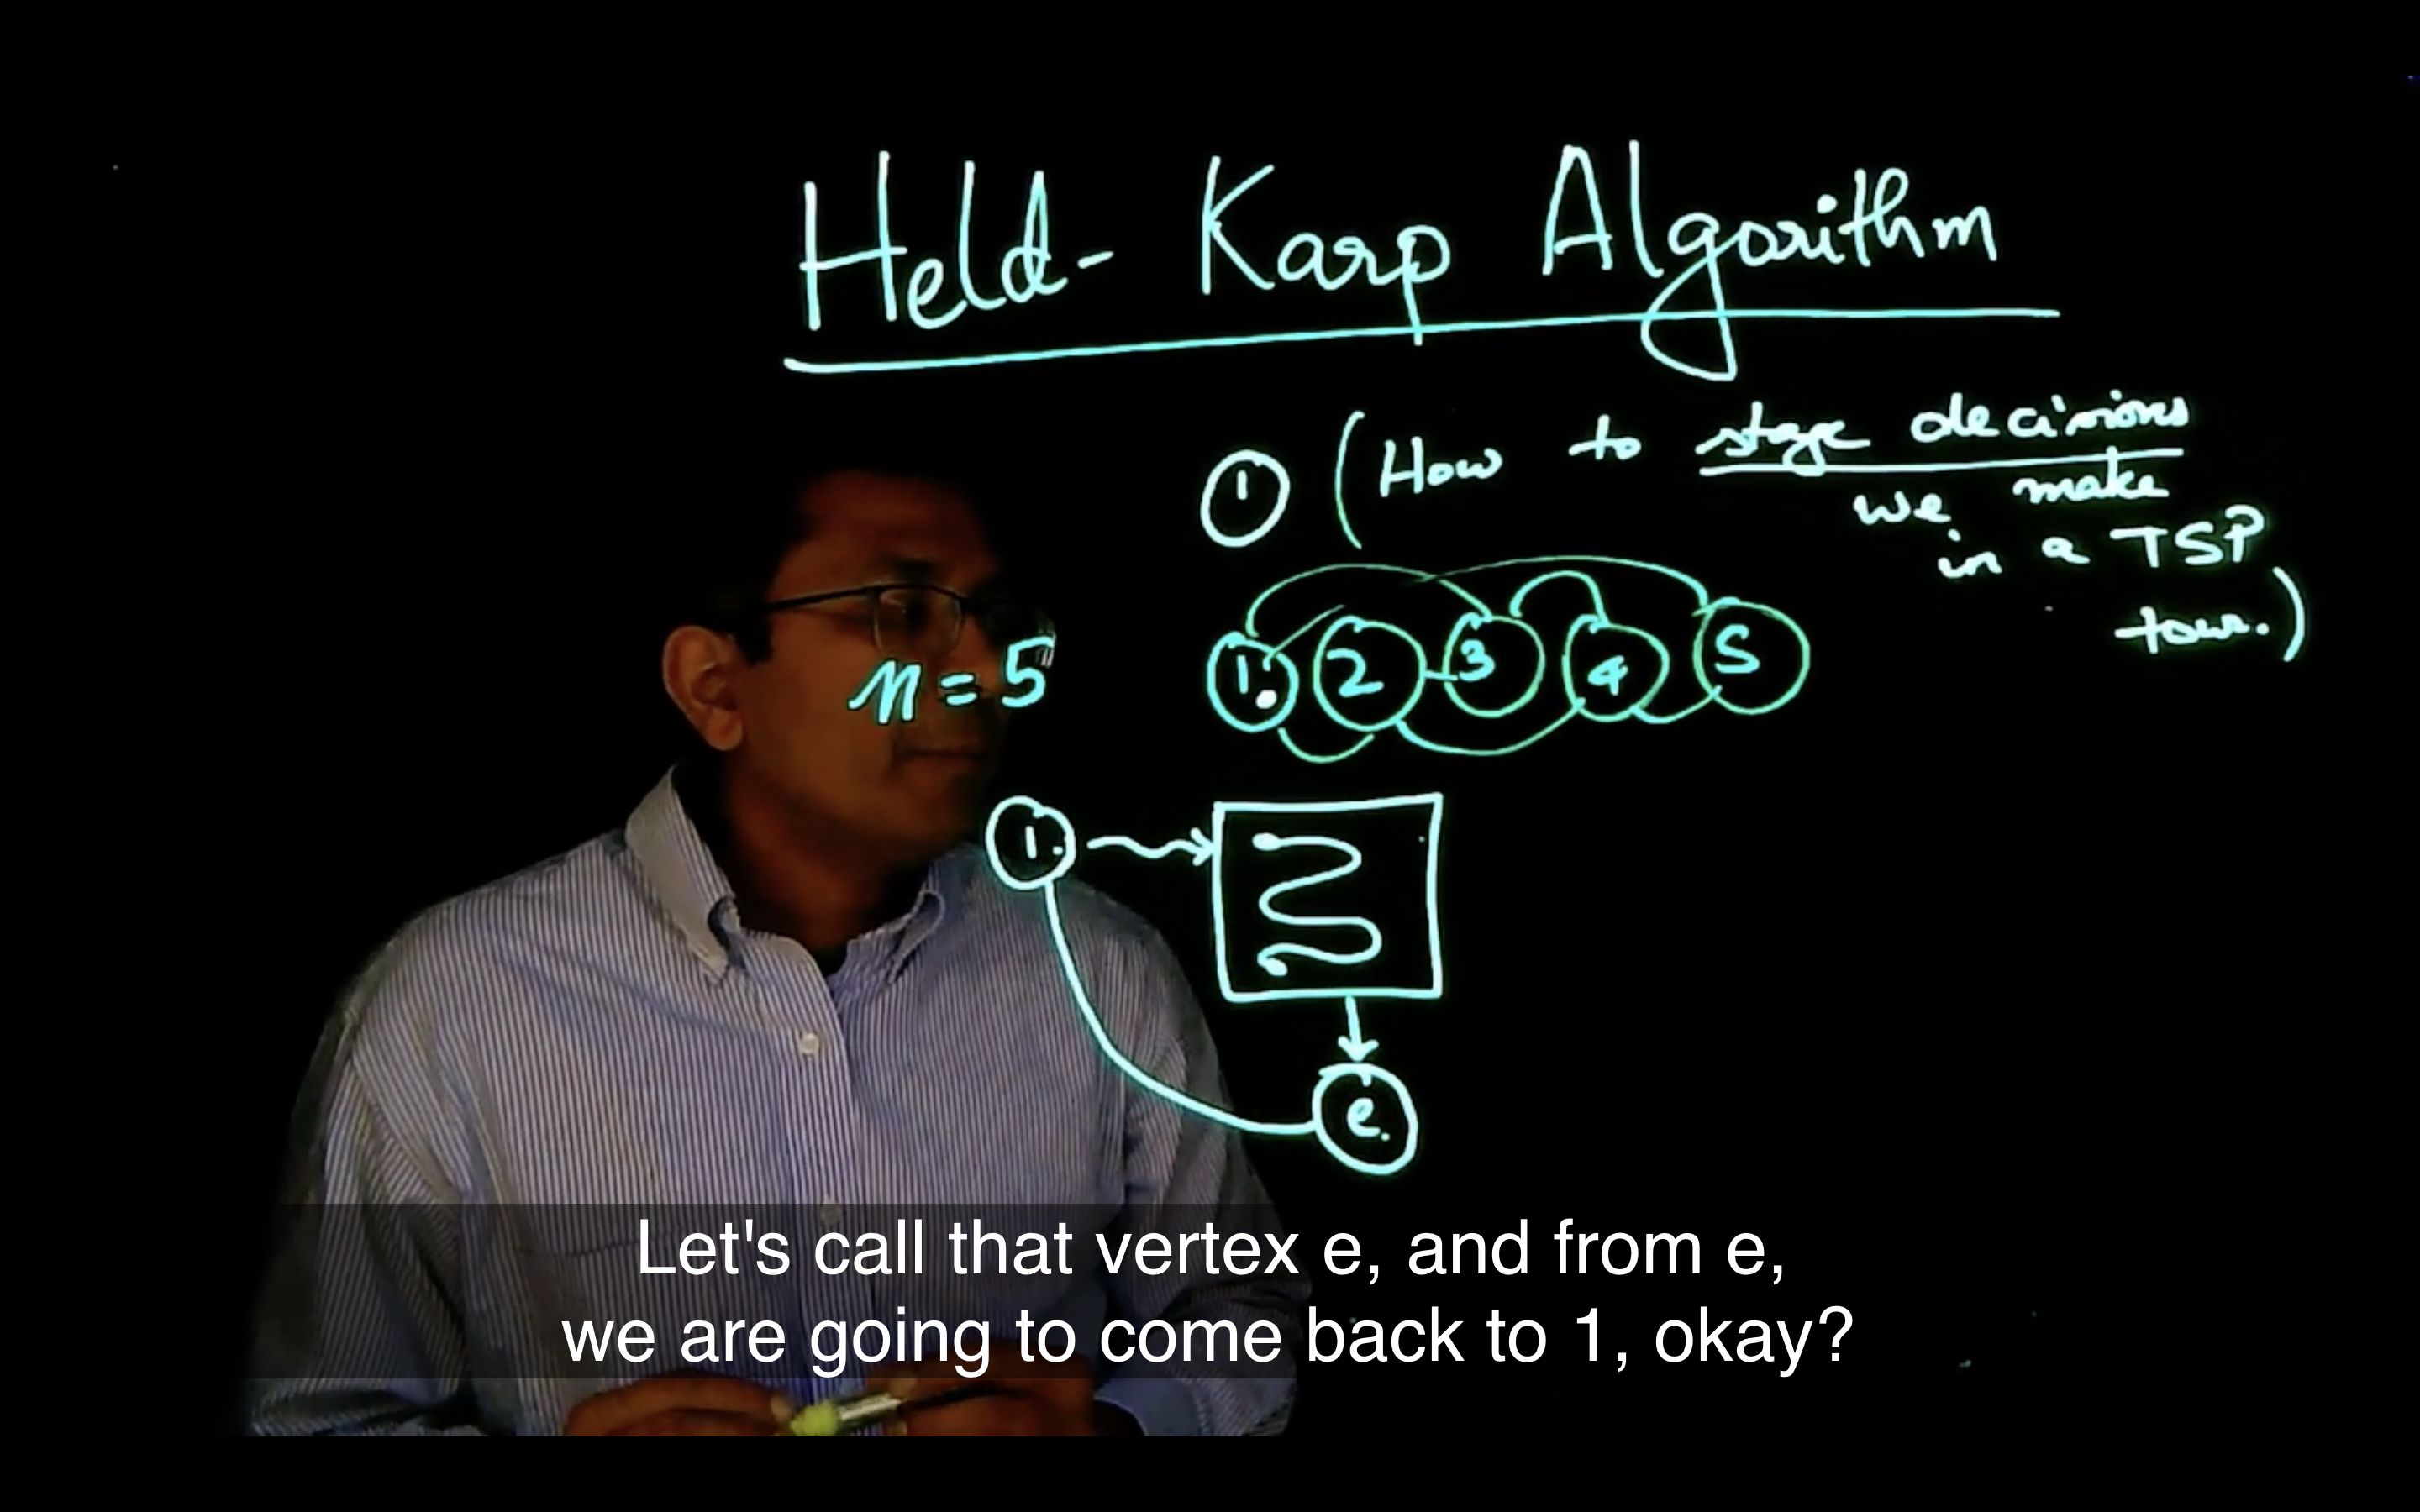 Held-Karp Algorithm
① (How to stage decisions
we make
in a TSP
tour.)
n=5
1 2 3 4 5
1
e
Let's call that vertex e, and from e,
we are going to come back to 1, okay?